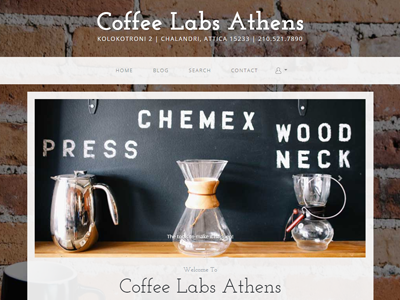 Coffee Labs Athens
KOLOKOTRONI 2 | CHALANDRI, ATTICA 15233 | 210.521.7890
HOME BLOG SEARCH CONTACT
CHEMEX
PRESS
WOOD
NECK
Welcome To
Coffee Labs Athens